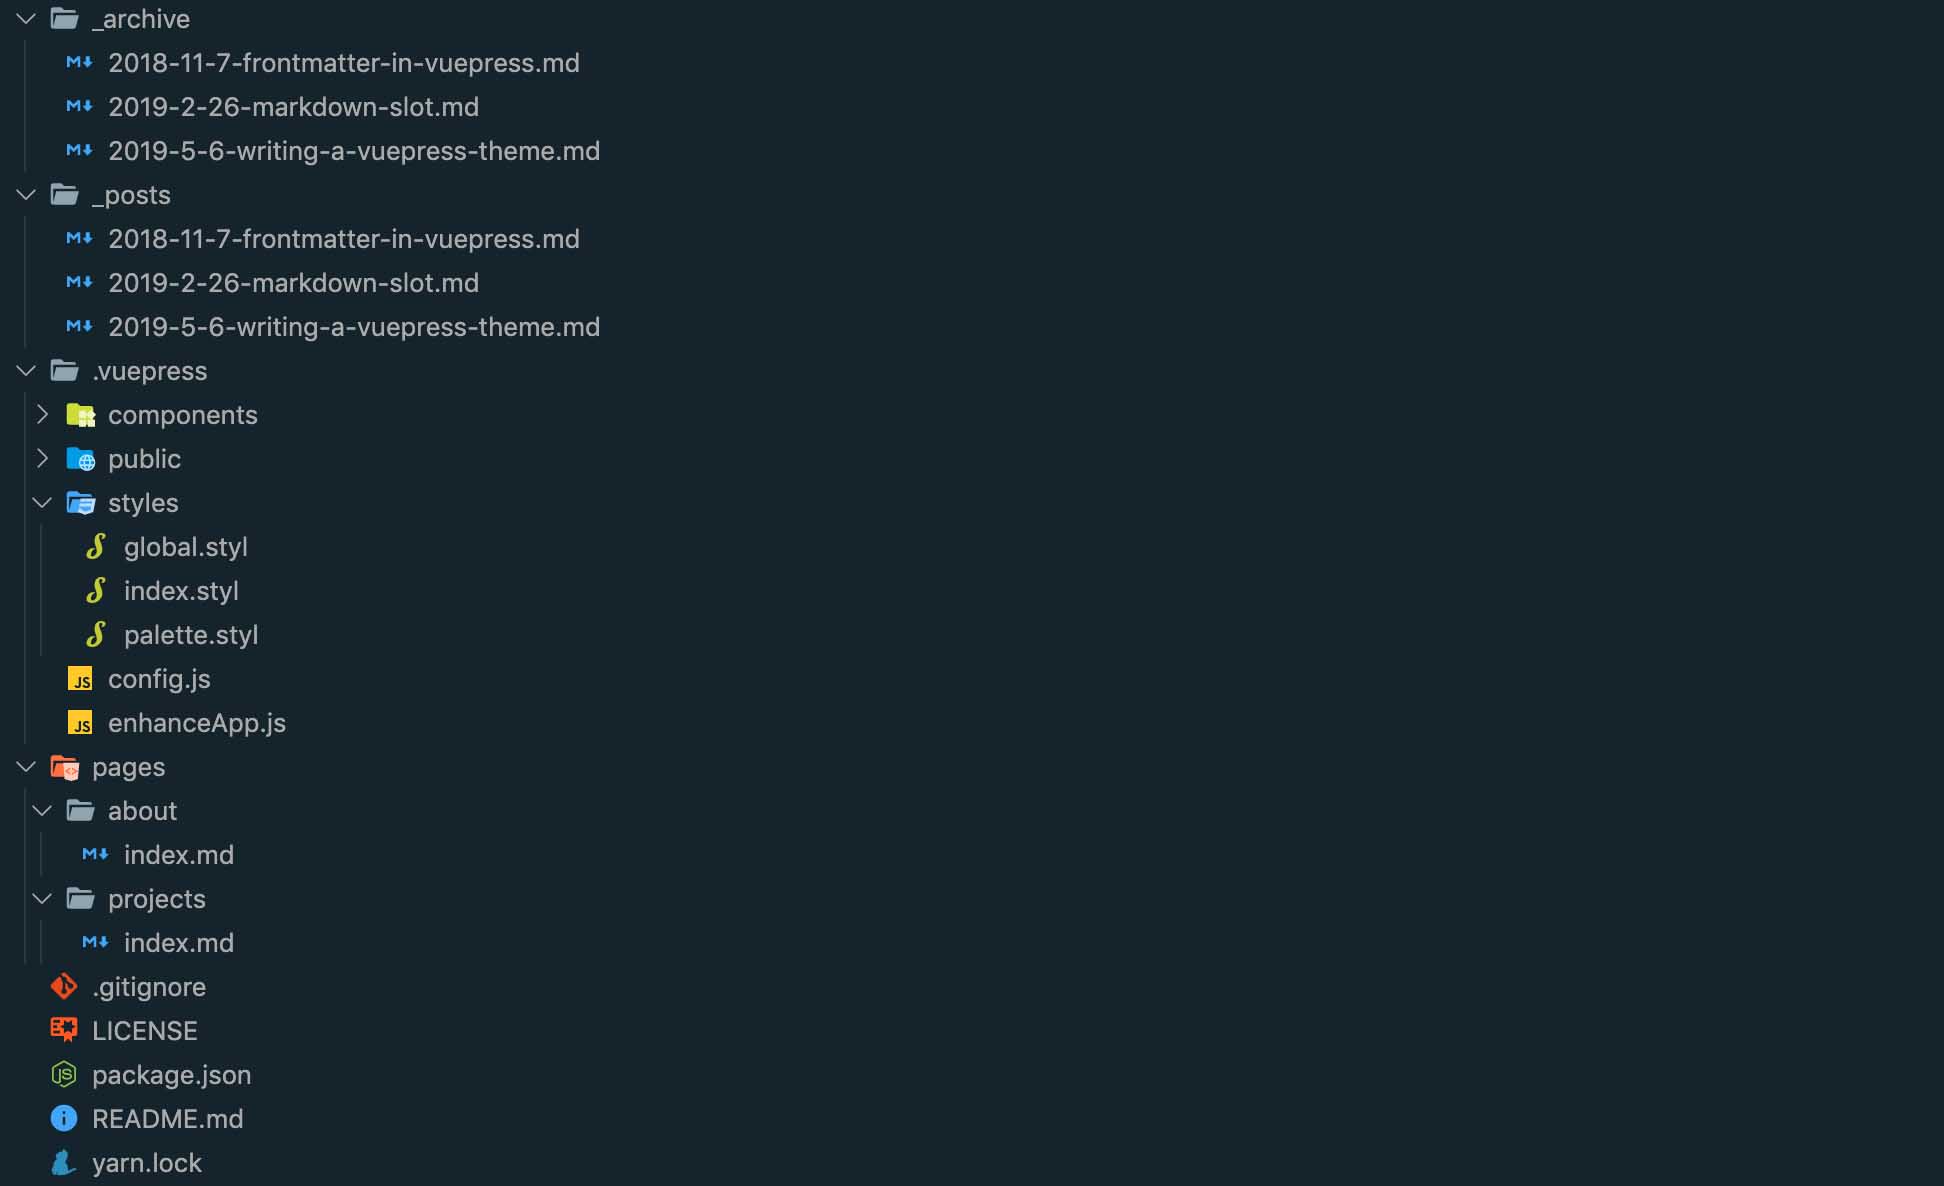 _archive
2018-11-7-frontmatter-in-vuepress.md
2019-2-26-markdown-slot.md
2019-5-6-writing-a-vuepress-theme.md
_posts
2018-11-7-frontmatter-in-vuepress.md
2019-2-26-markdown-slot.md
2019-5-6-writing-a-vuepress-theme.md
.vuepress
components
public
styles
global.styl
index.styl
palette.styl
config.js
enhanceApp.js
pages
about
index.md
projects
index.md
.gitignore
LICENSE
package.json
README.md
yarn.lock